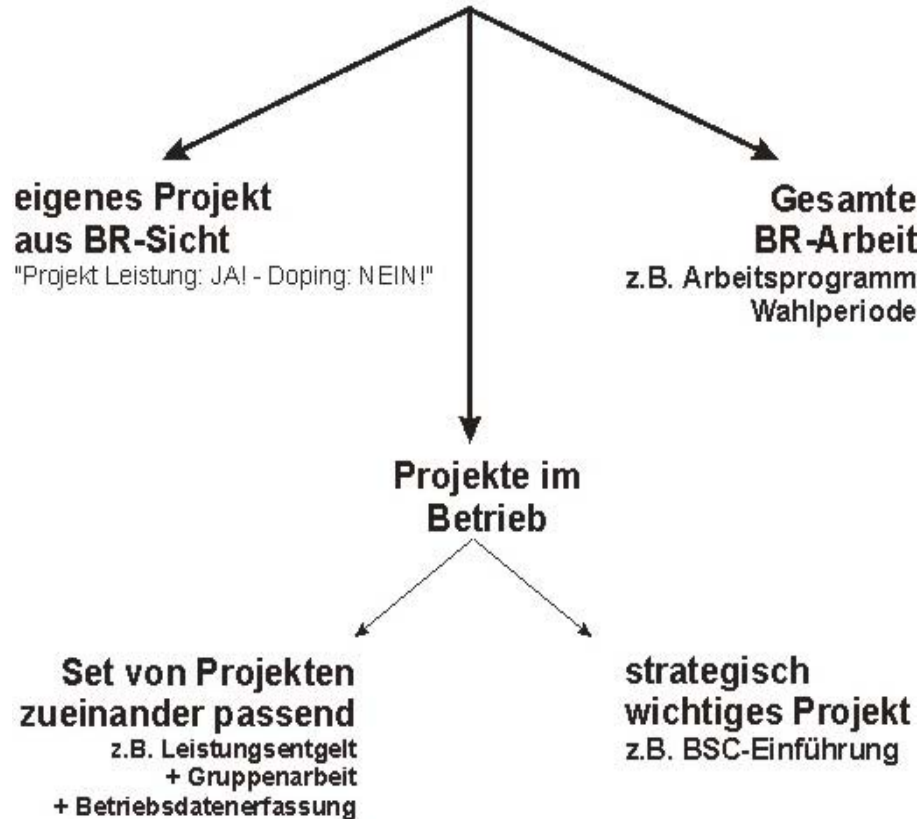 eigenes Projekt
aus BR-Sicht
"Projekt Leistung: JA! - Doping: NEIN!"
Gesamte
BR-Arbeit
z.B. Arbeitsprogramm
Wahlperiode
Projekte im
Betrieb
Set von Projekten
zueinander passend
z.B. Leistungsentgelt
+ Gruppenarbeit
+ Betriebsdatenerfassung
strategisch
wichtiges Projekt
z.B. BSC-Einführung